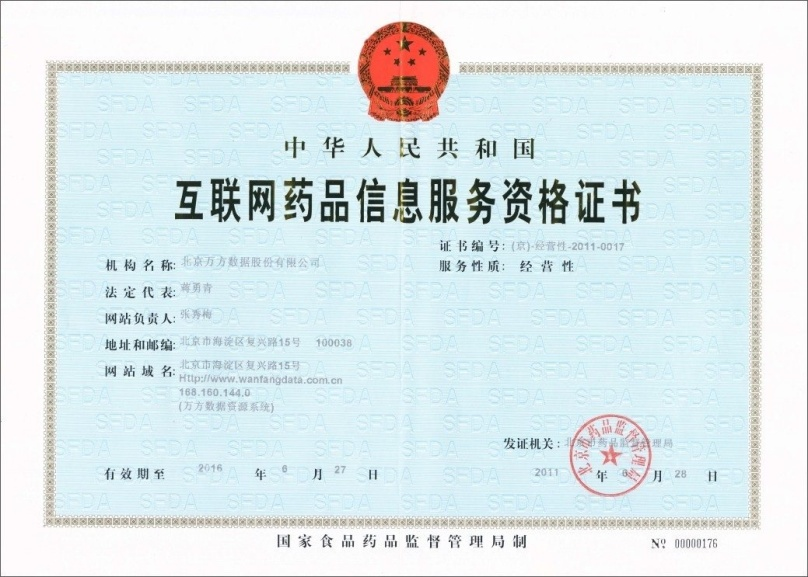 中华人民共和国
互联网药品信息服务资格证书
证书编号: (京)-经营性-2011-0017
服务性质: 经营性
机构名称: 北京万方数据股份有限公司
法定代表: 蒋勇青
网站负责人: 张秀梅
地址和邮编: 北京市海淀区复兴路15号 100038
网站域名: 北京市海淀区复兴路15号
Http://www.wanfangdata.com.cn
168.160.144.0
(万方数据资源系统)
发证机关: 北京市药品监督管理局
北京市药品监督管理局
有效期至 2016 年 6 月 27 日
2011 年 6 月 28 日
国家食品药品监督管理局制
№ 00000176